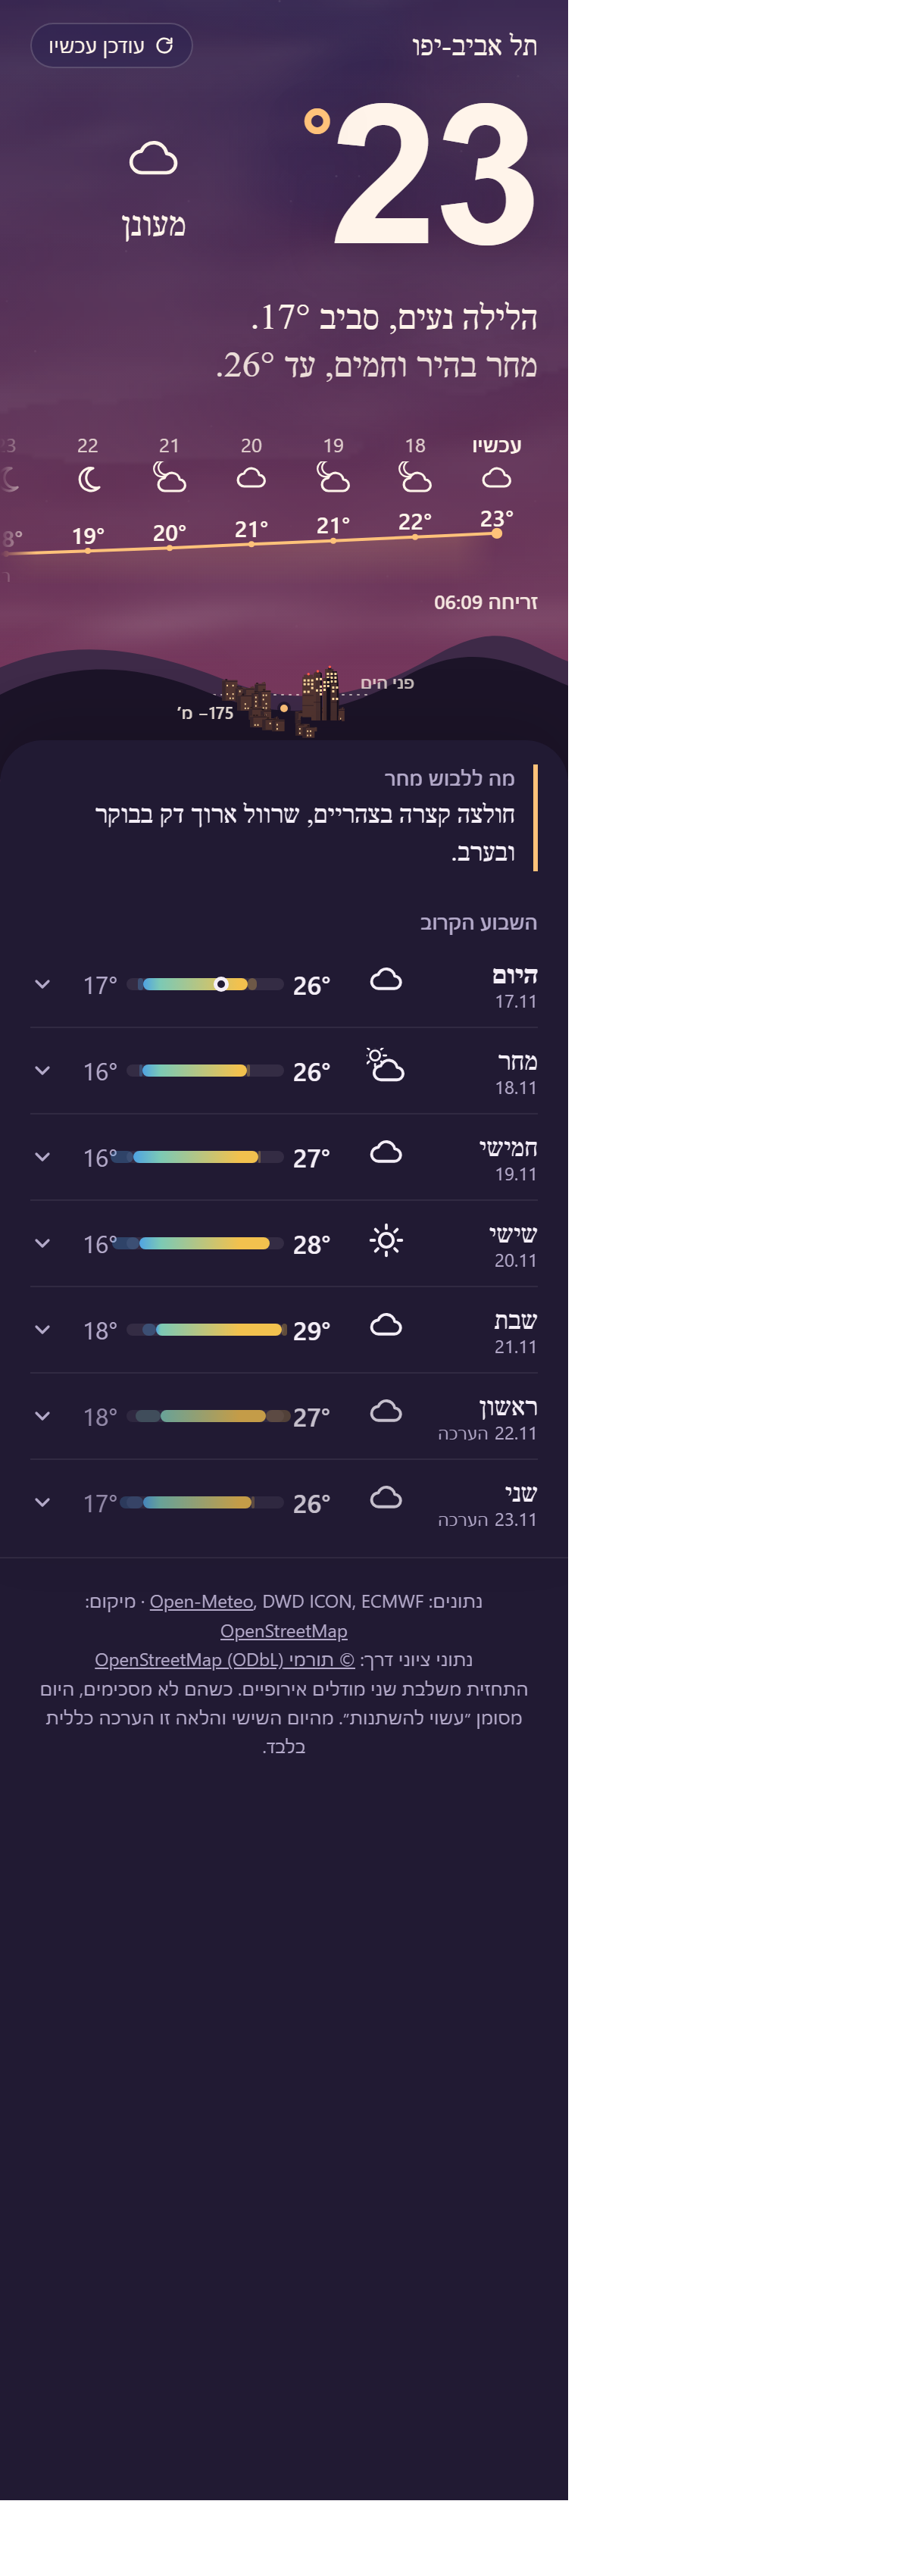 תל אביב-יפו
עודכן עכשיו
23°
מעונן
הלילה נעים, סביב 17°.
מחר בהיר וחמים, עד 26°.
עכשיו 18 19 20 21 22
23° 22° 21° 21° 20° 19°
זריחה 06:09
פני הים
−175 מ׳
מה ללבוש מחר
חולצה קצרה בצהריים, שרוול ארוך דק בבוקר
ובערב.
השבוע הקרוב
היום
26° 17°
17.11
מחר
26° 16°
18.11
חמישי
27° 16°
19.11
שישי
28° 16°
20.11
שבת
29° 18°
21.11
ראשון
27° 18°
22.11 הערכה
שני
26° 17°
23.11 הערכה
נתונים: Open-Meteo, DWD ICON, ECMWF · מיקום:
OpenStreetMap
נתוני ציוני דרך: © תורמי OpenStreetMap (ODbL)
התחזית משלבת שני מודלים אירופיים. כשהם לא מסכימים, היום
מסומן ״עשוי להשתנות״. מהיום השישי והלאה זו הערכה כללית
בלבד.